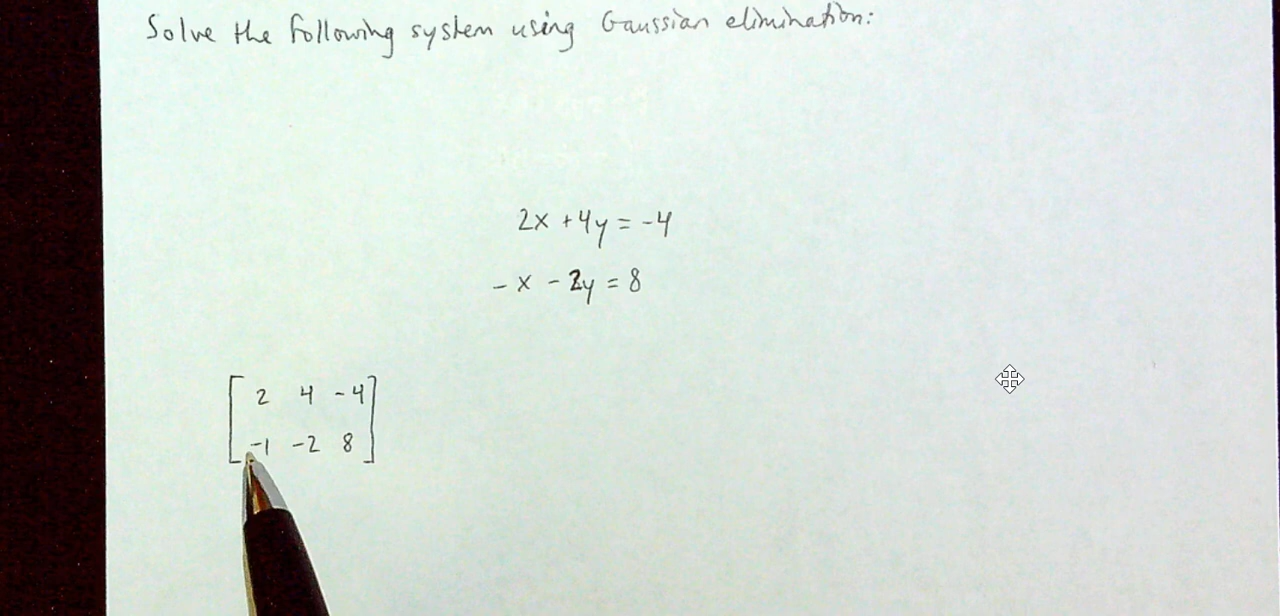 Solve the following system using Gaussian elimination:
2x + 4y = -4
- x - 2y = 8
2 4 -4
-1 -2 8